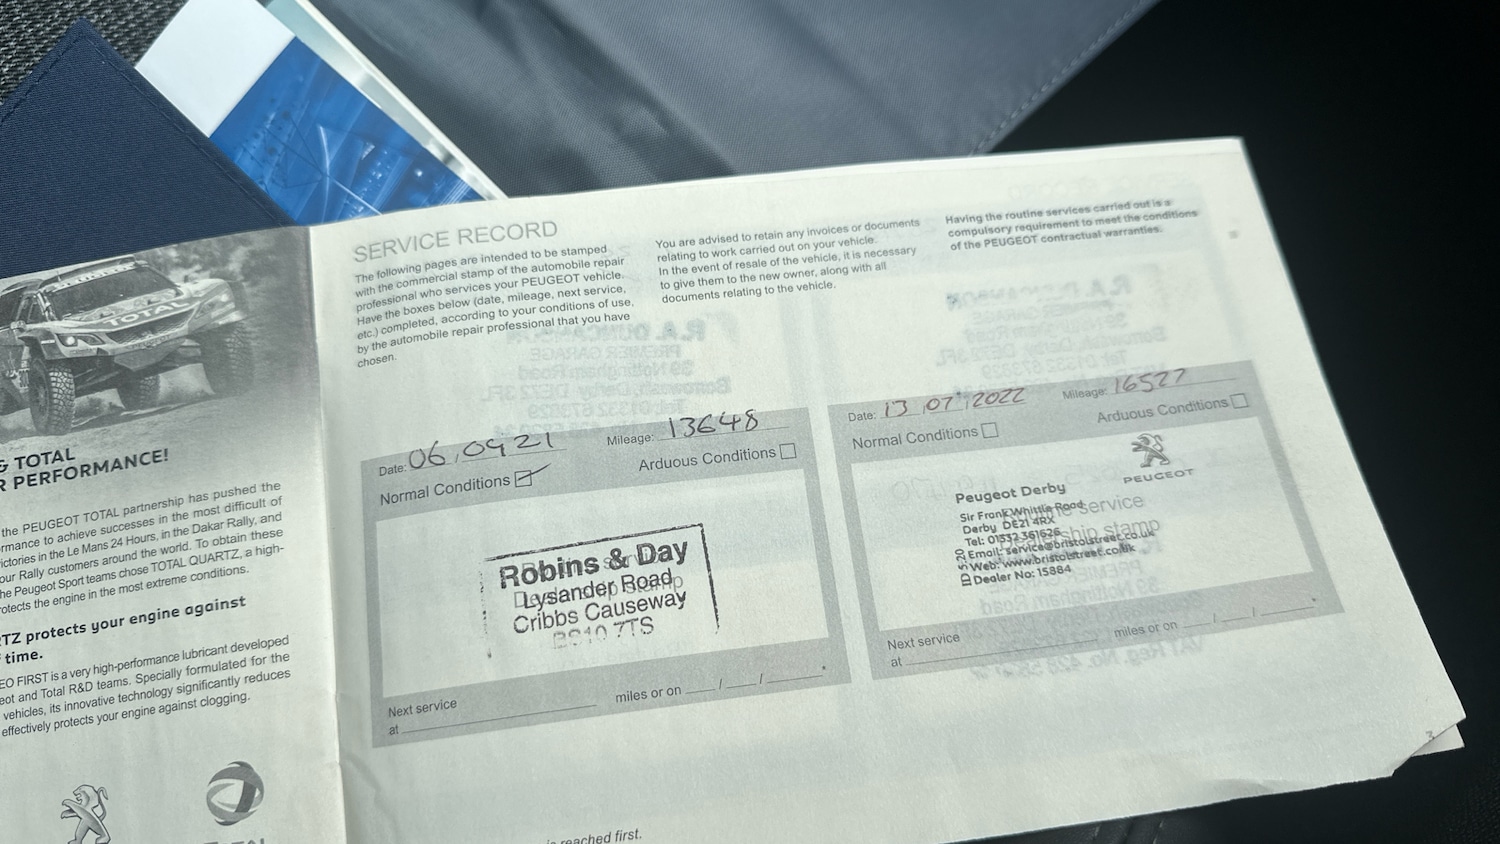 TOTAL
& TOTAL
R PERFORMANCE!
the PEUGEOT TOTAL partnership has pushed the
rmance to achieve successes in the most difficult of
ictories in the Le Mans 24 Hours, in the Dakar Rally, and
our Rally customers around the world. To obtain these
he Peugeot Sport teams chose TOTAL QUARTZ, a high-
rotects the engine in the most extreme conditions.
TZ protects your engine against
time.
EO FIRST is a very high-performance lubricant developed
eot and Total R&D teams. Specially formulated for the
vehicles, its innovative technology significantly reduces
effectively protects your engine against clogging.
SERVICE RECORD
The following pages are intended to be stamped
with the commercial stamp of the automobile repair
professional who services your PEUGEOT vehicle.
Have the boxes below (date, mileage, next service,
etc.) completed, according to your conditions of use,
by the automobile repair professional that you have
chosen.
You are advised to retain any invoices or documents
relating to work carried out on your vehicle.
In the event of resale of the vehicle, it is necessary
to give them to the new owner, along with all
documents relating to the vehicle.
Having the routine services carried out is a
compulsory requirement to meet the conditions
of the PEUGEOT contractual warranties.
Date: 06,09 21 Mileage: 13648
Normal Conditions Arduous Conditions
Robins & Day
Lysander Road
Cribbs Causeway
BS10 7TS
Next service
at miles or on / / .
Date: 13 07 2022 Mileage: 16527
Normal Conditions Arduous Conditions
PEUGEOT
Peugeot Derby
Sir Frank Whittle Road
Derby DE21 4RX
Tel: 01332 361626
Email: service@bristolstreet.co.uk
Web: www.bristolstreet.co.uk
Dealer No: 15884
service
stamp
Next service
at miles or on / / .
is reached first.
3